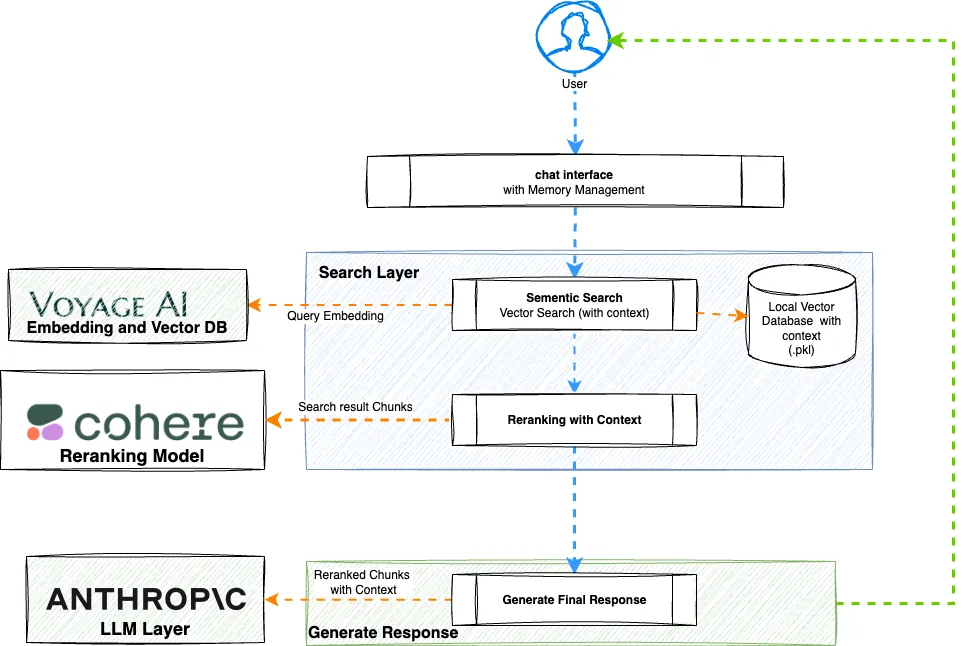 User
chat interface
with Memory Management
Search Layer
VOYAGE AI
Embedding and Vector DB
Query Embedding
Sementic Search
Vector Search (with context)
Local Vector
Database with
context
(.pkl)
cohere
Reranking Model
Search result Chunks
Reranking with Context
ANTHROP\C
LLM Layer
Reranked Chunks
with Context
Generate Final Response
Generate Response